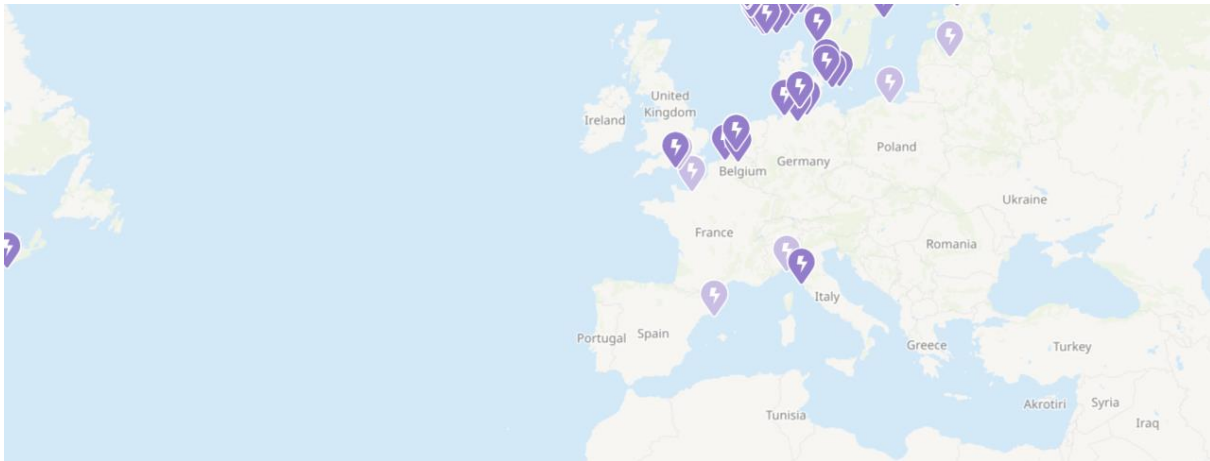 United
Kingdom
Ireland
Poland
Germany
Belgium
Ukraine
France
Romania
Italy
Spain
Portugal
Greece
Turkey
Akrotiri
Syria
Tunisia
Iraq